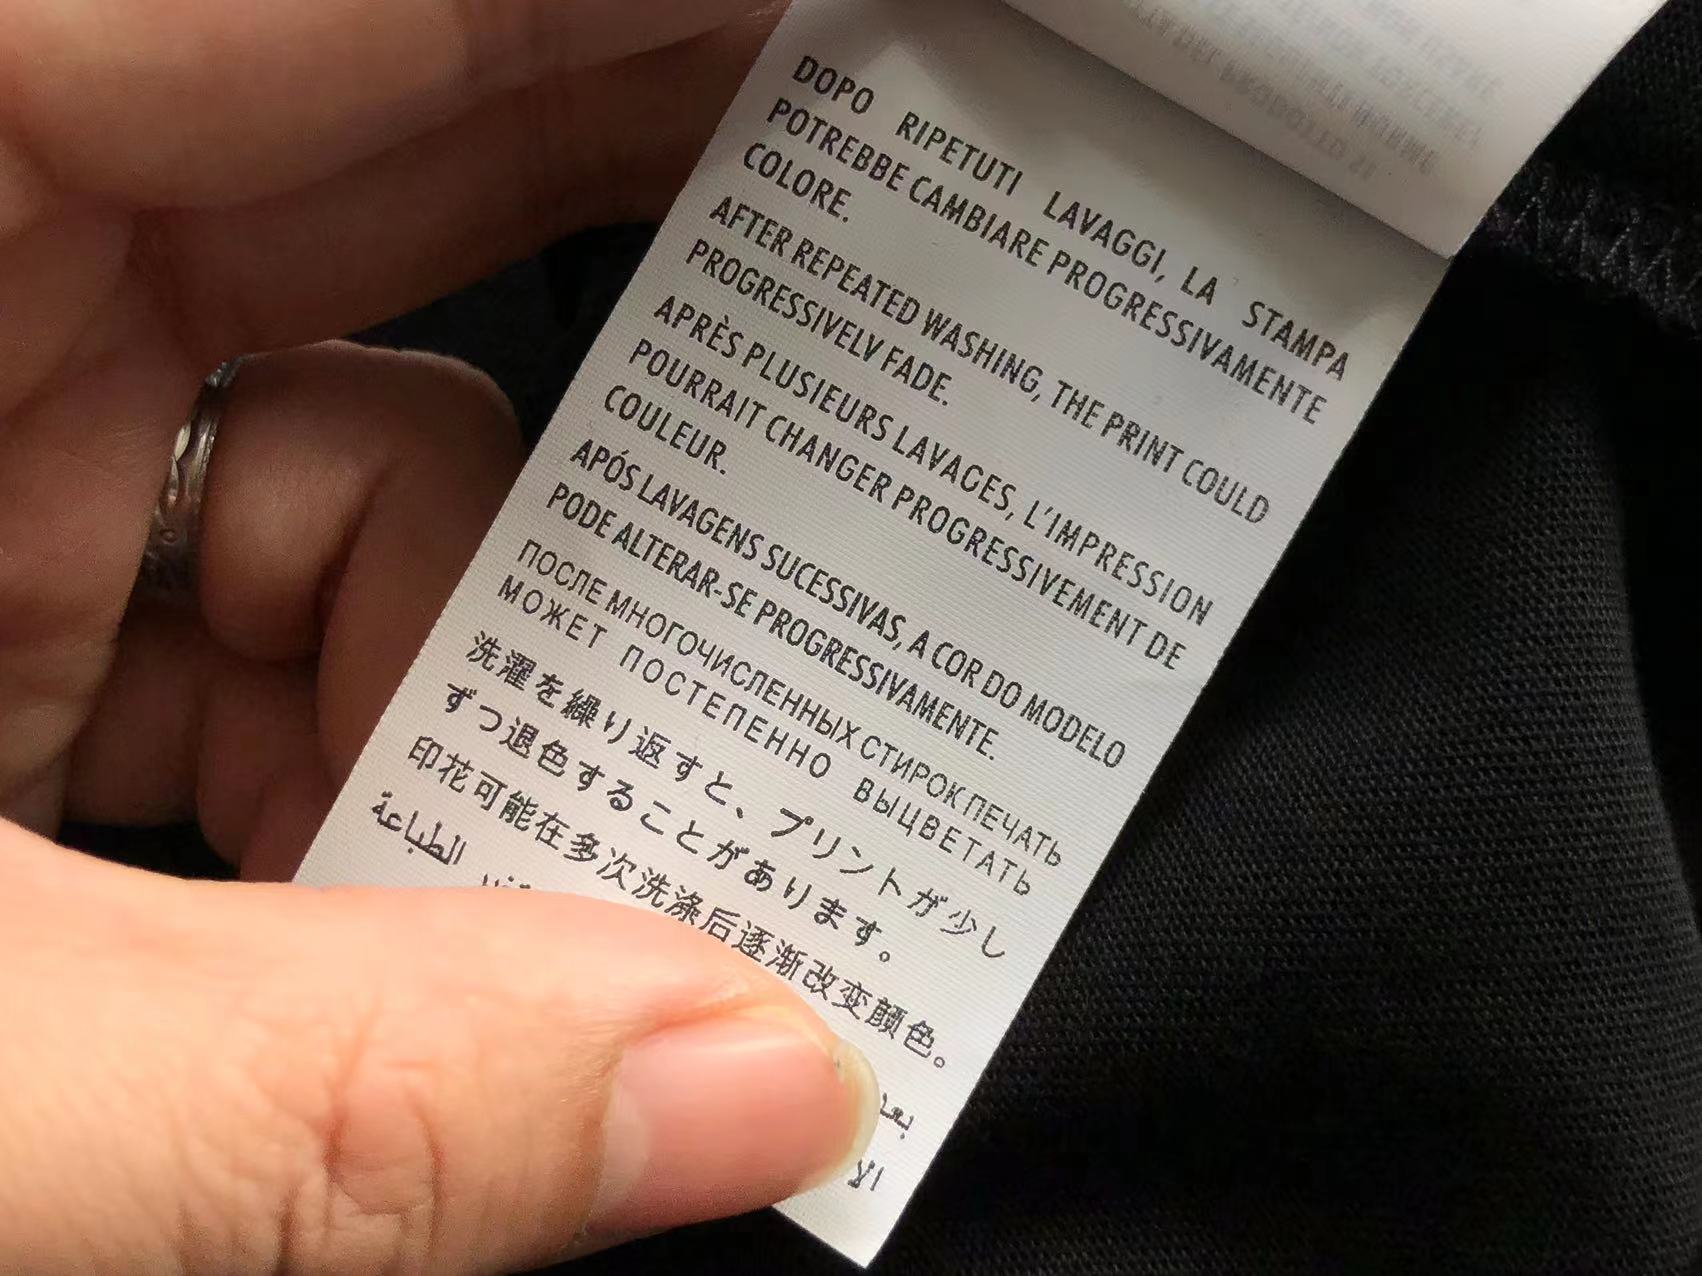 DOPO RIPETUTI LAVAGGI, LA STAMPA
POTREBBE CAMBIARE PROGRESSIVAMENTE
COLORE.
AFTER REPEATED WASHING, THE PRINT COULD
PROGRESSIVELV FADE.
APRÈS PLUSIEURS LAVAGES, L'IMPRESSION
POURRAIT CHANGER PROGRESSIVEMENT DE
COULEUR.
APÓS LAVAGENS SUCESSIVAS, A COR DO MODELO
PODE ALTERAR-SE PROGRESSIVAMENTE.
ПОСЛЕ МНОГОЧИСЛЕННЫХ СТИРОК ПЕЧАТЬ
МОЖЕТ ПОСТЕПЕННО ВЫЦВЕТАТЬ
洗濯を繰り返すと、プリントが少し
ずつ退色することがあります。
印花可能在多次洗涤后逐渐改变颜色。
الطباعة